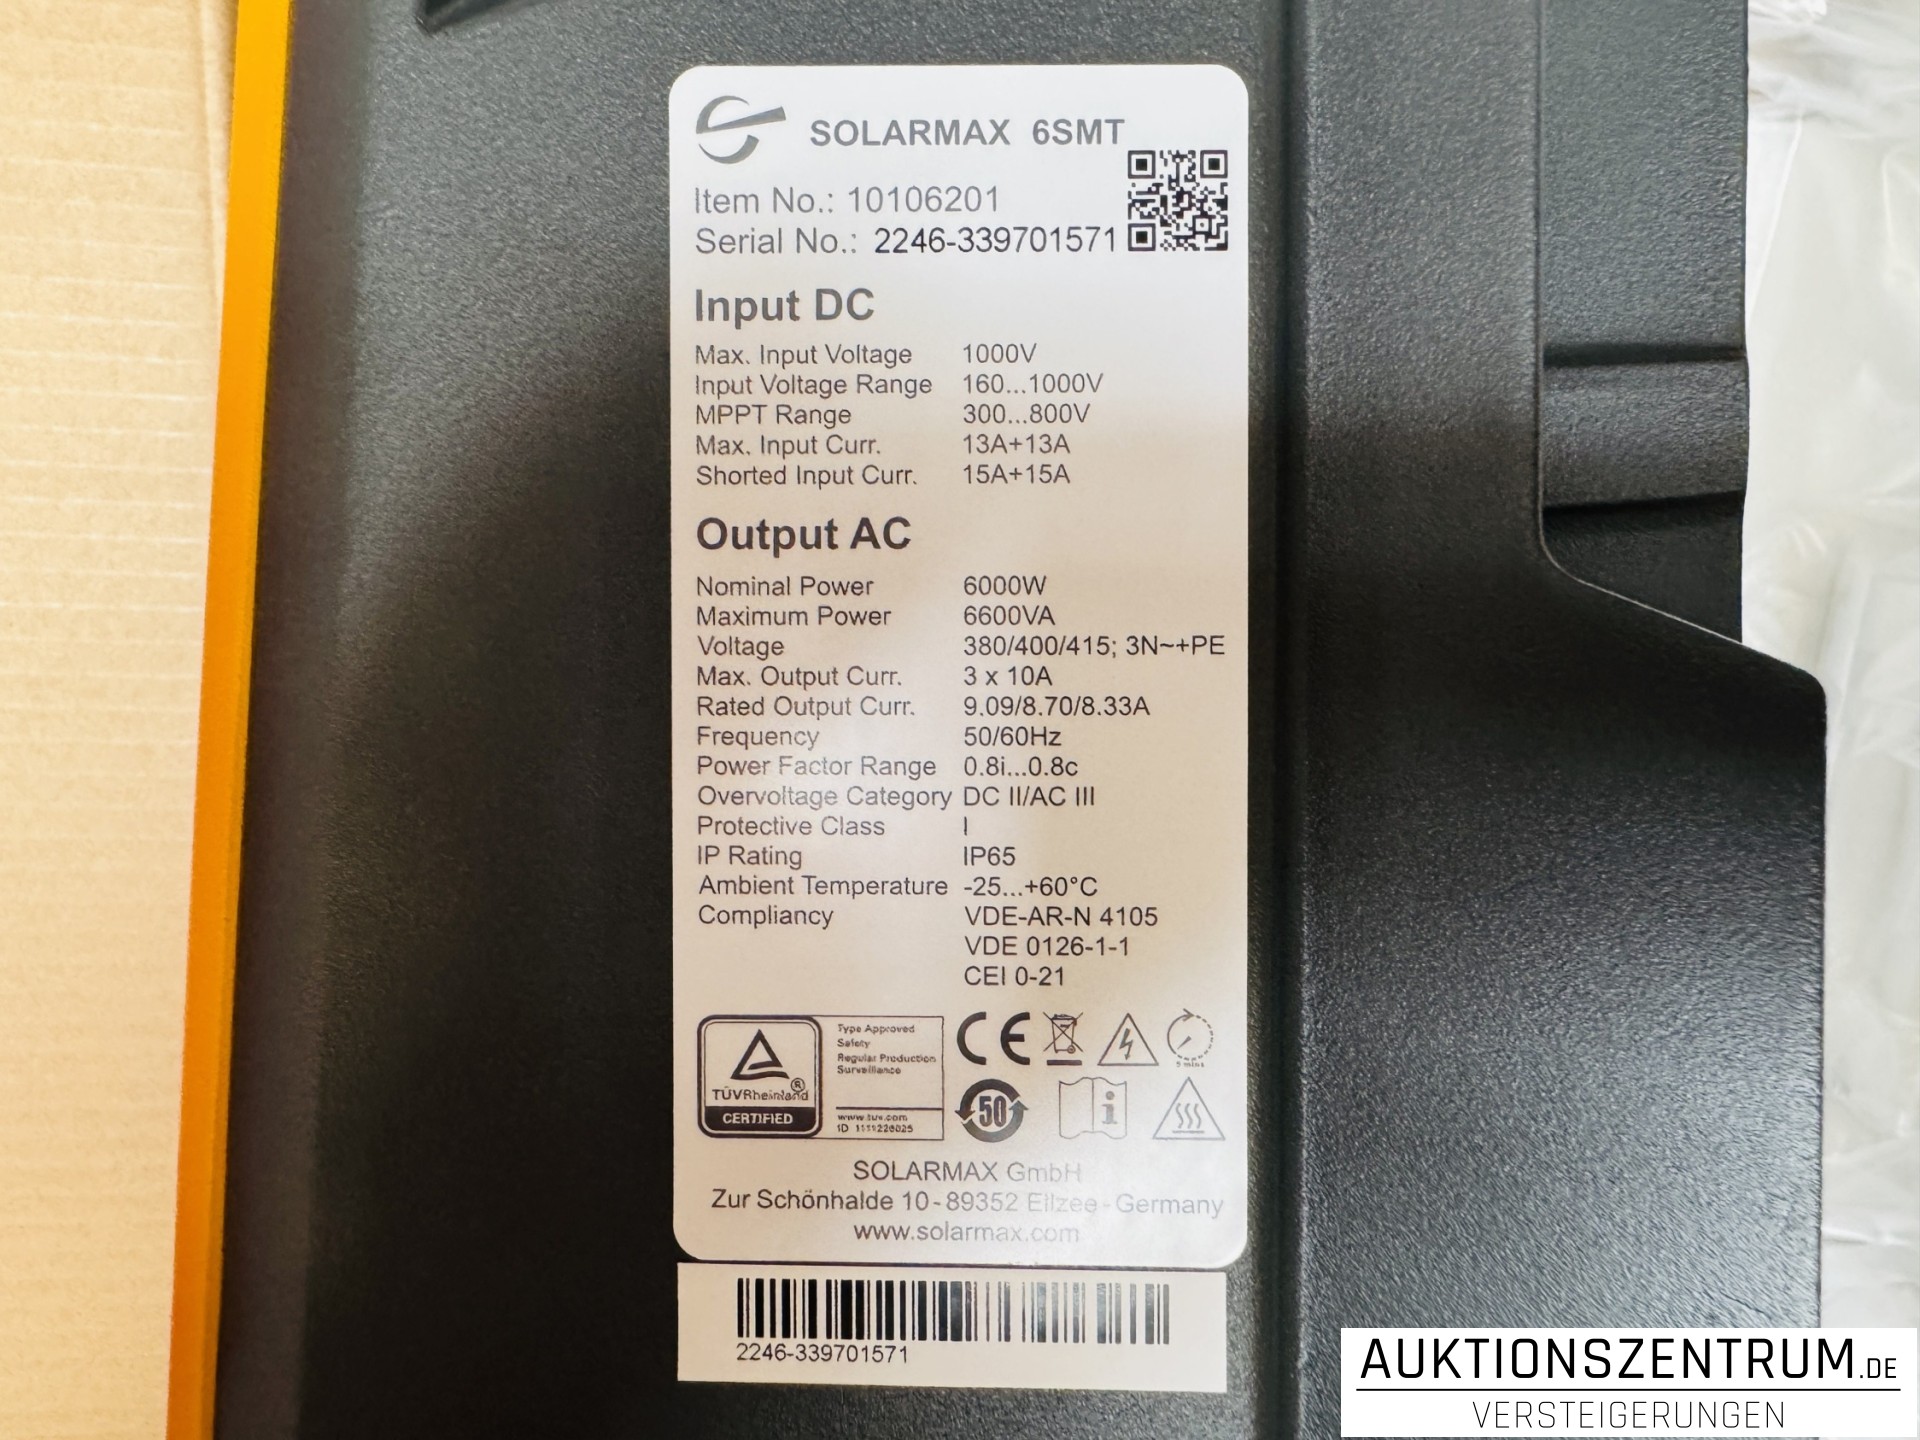 SOLARMAX 6SMT
Item No.: 10106201
Serial No.: 2246-339701571
Input DC
Max. Input Voltage 1000V
Input Voltage Range 160...1000V
MPPT Range 300...800V
Max. Input Curr. 13A+13A
Shorted Input Curr. 15A+15A
Output AC
Nominal Power 6000W
Maximum Power 6600VA
Voltage 380/400/415; 3N~+PE
Max. Output Curr. 3 x 10A
Rated Output Curr. 9.09/8.70/8.33A
Frequency 50/60Hz
Power Factor Range 0.8i...0.8c
Overvoltage Category DC II/AC III
Protective Class I
IP Rating IP65
Ambient Temperature -25...+60°C
Compliancy VDE-AR-N 4105
VDE 0126-1-1
CEI 0-21
TÜVRheinland®
CERTIFIED
Type Approved
Safety
Regular Production
Surveillance
www.tuv.com
ID
CE
5 mins
50
i
SOLARMAX GmbH
Zur Schönhalde 10 - 89352 Ellzee - Germany
www.solarmax.com
2246-339701571
AUKTIONSZENTRUM.DE
VERSTEIGERUNGEN